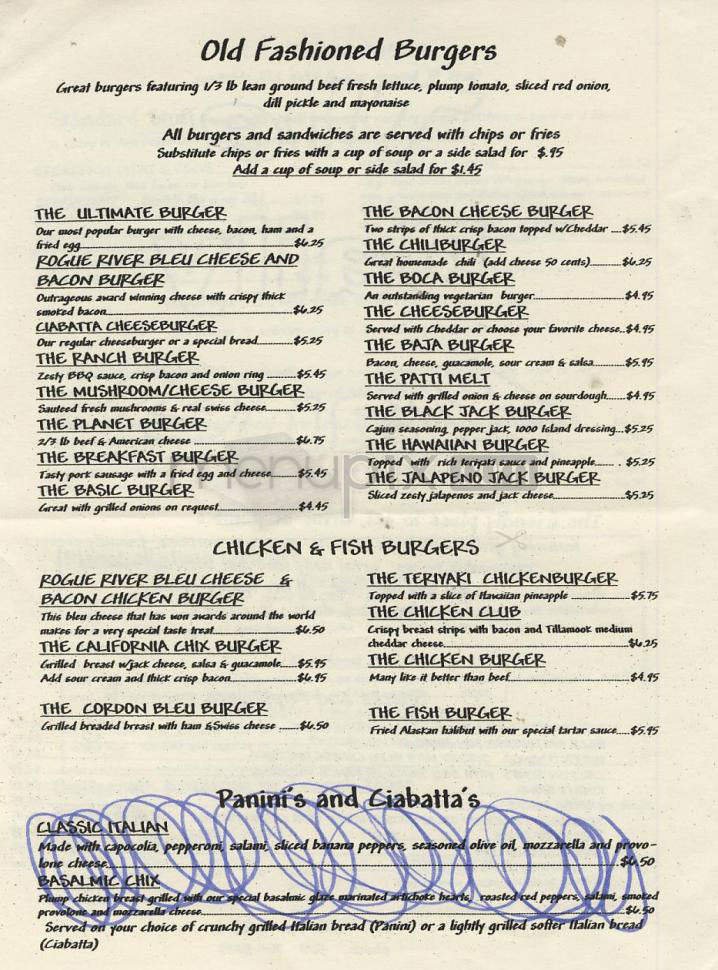 Old Fashioned Burgers
Great burgers featuring 1/3 lb lean ground beef fresh lettuce, plump tomato, sliced red onion,
dill pickle and mayonaise
All burgers and sandwiches are served with chips or fries
Substitute chips or fries with a cup of soup or a side salad for $.95
Add a cup of soup or side salad for $1.45
THE ULTIMATE BURGER
Our most popular burger with cheese, bacon, ham and a
fried egg....$6.25
ROGUE RIVER BLEU CHEESE AND
BACON BURGER
Outrageous award winning cheese with crispy thick
smoked bacon....$6.25
CIABATTA CHEESEBURGER
Our regular cheeseburger or a special bread....$5.25
THE RANCH BURGER
Zesty BBQ sauce, crisp bacon and onion ring ....$5.45
THE MUSHROOM/CHEESE BURGER
Sauteed fresh mushrooms & real swiss cheese....$5.25
THE PLANET BURGER
2/3 lb beef & American cheese ....$6.75
THE BREAKFAST BURGER
Tasty pork sausage with a fried egg and cheese....$5.45
THE BASIC BURGER
Great with grilled onions on request....$4.45
THE BACON CHEESE BURGER
Two strips of thick crisp bacon topped w/Cheddar ....$5.45
THE CHILIBURGER
Great homemade chili (add cheese 50 cents)....$6.25
THE BOCA BURGER
An outstanding vegetarian burger....$4.95
THE CHEESEBURGER
Served with Cheddar or choose your favorite cheese..$4.95
THE BAJA BURGER
Bacon, cheese, guacamole, sour cream & salsa....$5.95
THE PATTI MELT
Served with grilled onion & cheese on sourdough....$4.95
THE BLACK JACK BURGER
Cajun seasoning, pepper jack, 1000 Island dressing...$5.25
THE HAWAIIAN BURGER
Topped with rich teriyaki sauce and pineapple...... . $5.25
THE JALAPENO JACK BURGER
Sliced zesty jalapenos and jack cheese....$5.25
menupix.com
CHICKEN & FISH BURGERS
ROGUE RIVER BLEU CHEESE &
BACON CHICKEN BURGER
This bleu cheese that has won awards around the world
makes for a very special taste treat....$6.50
THE CALIFORNIA CHIX BURGER
Grilled breast w/jack cheese, salsa & guacamole....$5.95
Add sour cream and thick crisp bacon....$6.95
THE CORDON BLEU BURGER
Grilled breaded breast with ham &Swiss cheese ....$6.50
THE TERIYAKI CHICKENBURGER
Topped with a slice of Hawaiian pineapple ....$5.75
THE CHICKEN CLUB
Crispy breast strips with bacon and Tillamook medium
cheddar cheese....$6.25
THE CHICKEN BURGER
Many like it better than beef....$4.95
THE FISH BURGER
Fried Alaskan halibut with our special tartar sauce....$5.95
Panini's and Ciabatta's
CLASSIC ITALIAN
Made with capocolia, pepperoni, salami, sliced banana peppers, seasoned olive oil, mozzarella and provo-
lone cheese....$6.50
BASALMIC CHIX
Plump chicken breast grilled with our special basalmic glaze marinated artichoke hearts, roasted red peppers, salami, smoked
provolone and mozzarella cheese....$6.50
Served on your choice of crunchy grilled Italian bread (Panini) or a lightly grilled softer Italian bread
(Ciabatta)